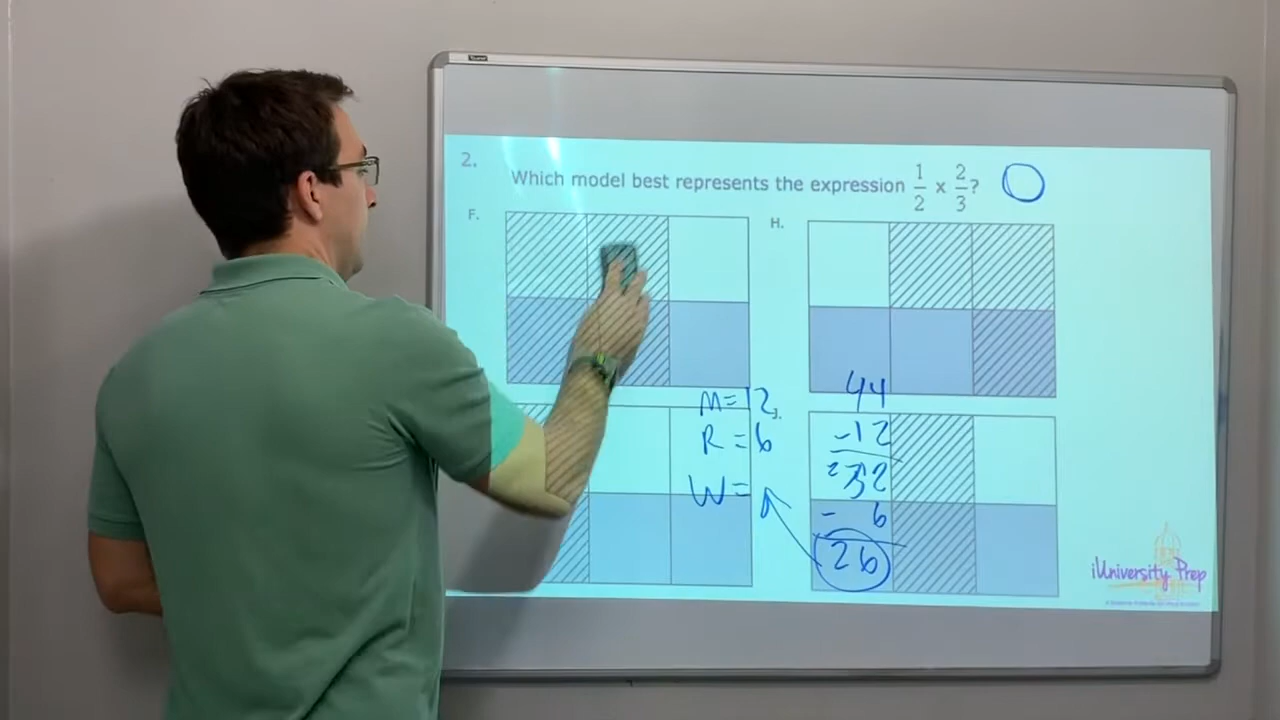 2.
Which model best represents the expression 1/2 x 2/3?
F.
H.
M=12
R=6
W=
44
-12
32
- 6
26
iUniversity Prep